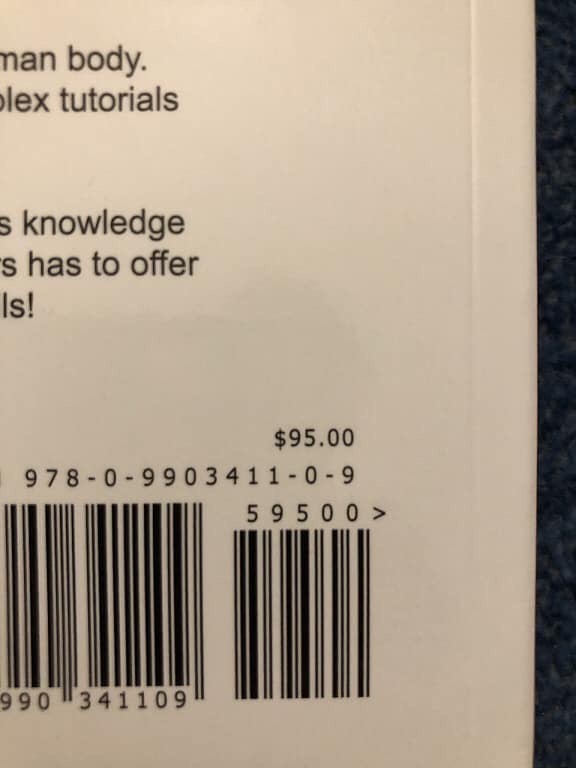 man body.
plex tutorials
s knowledge
rs has to offer
ls!
$95.00
978-0-9903411-0-9
59500>
990 341109